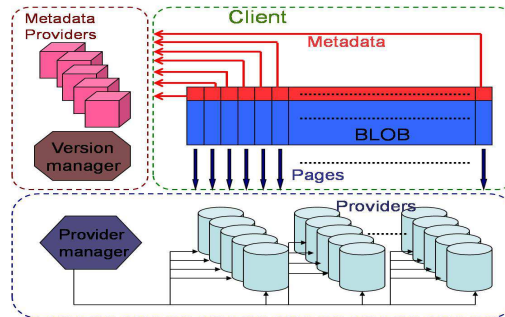 Metadata
Providers
Client
Metadata
Version
manager
BLOB
Pages
Providers
Provider
manager